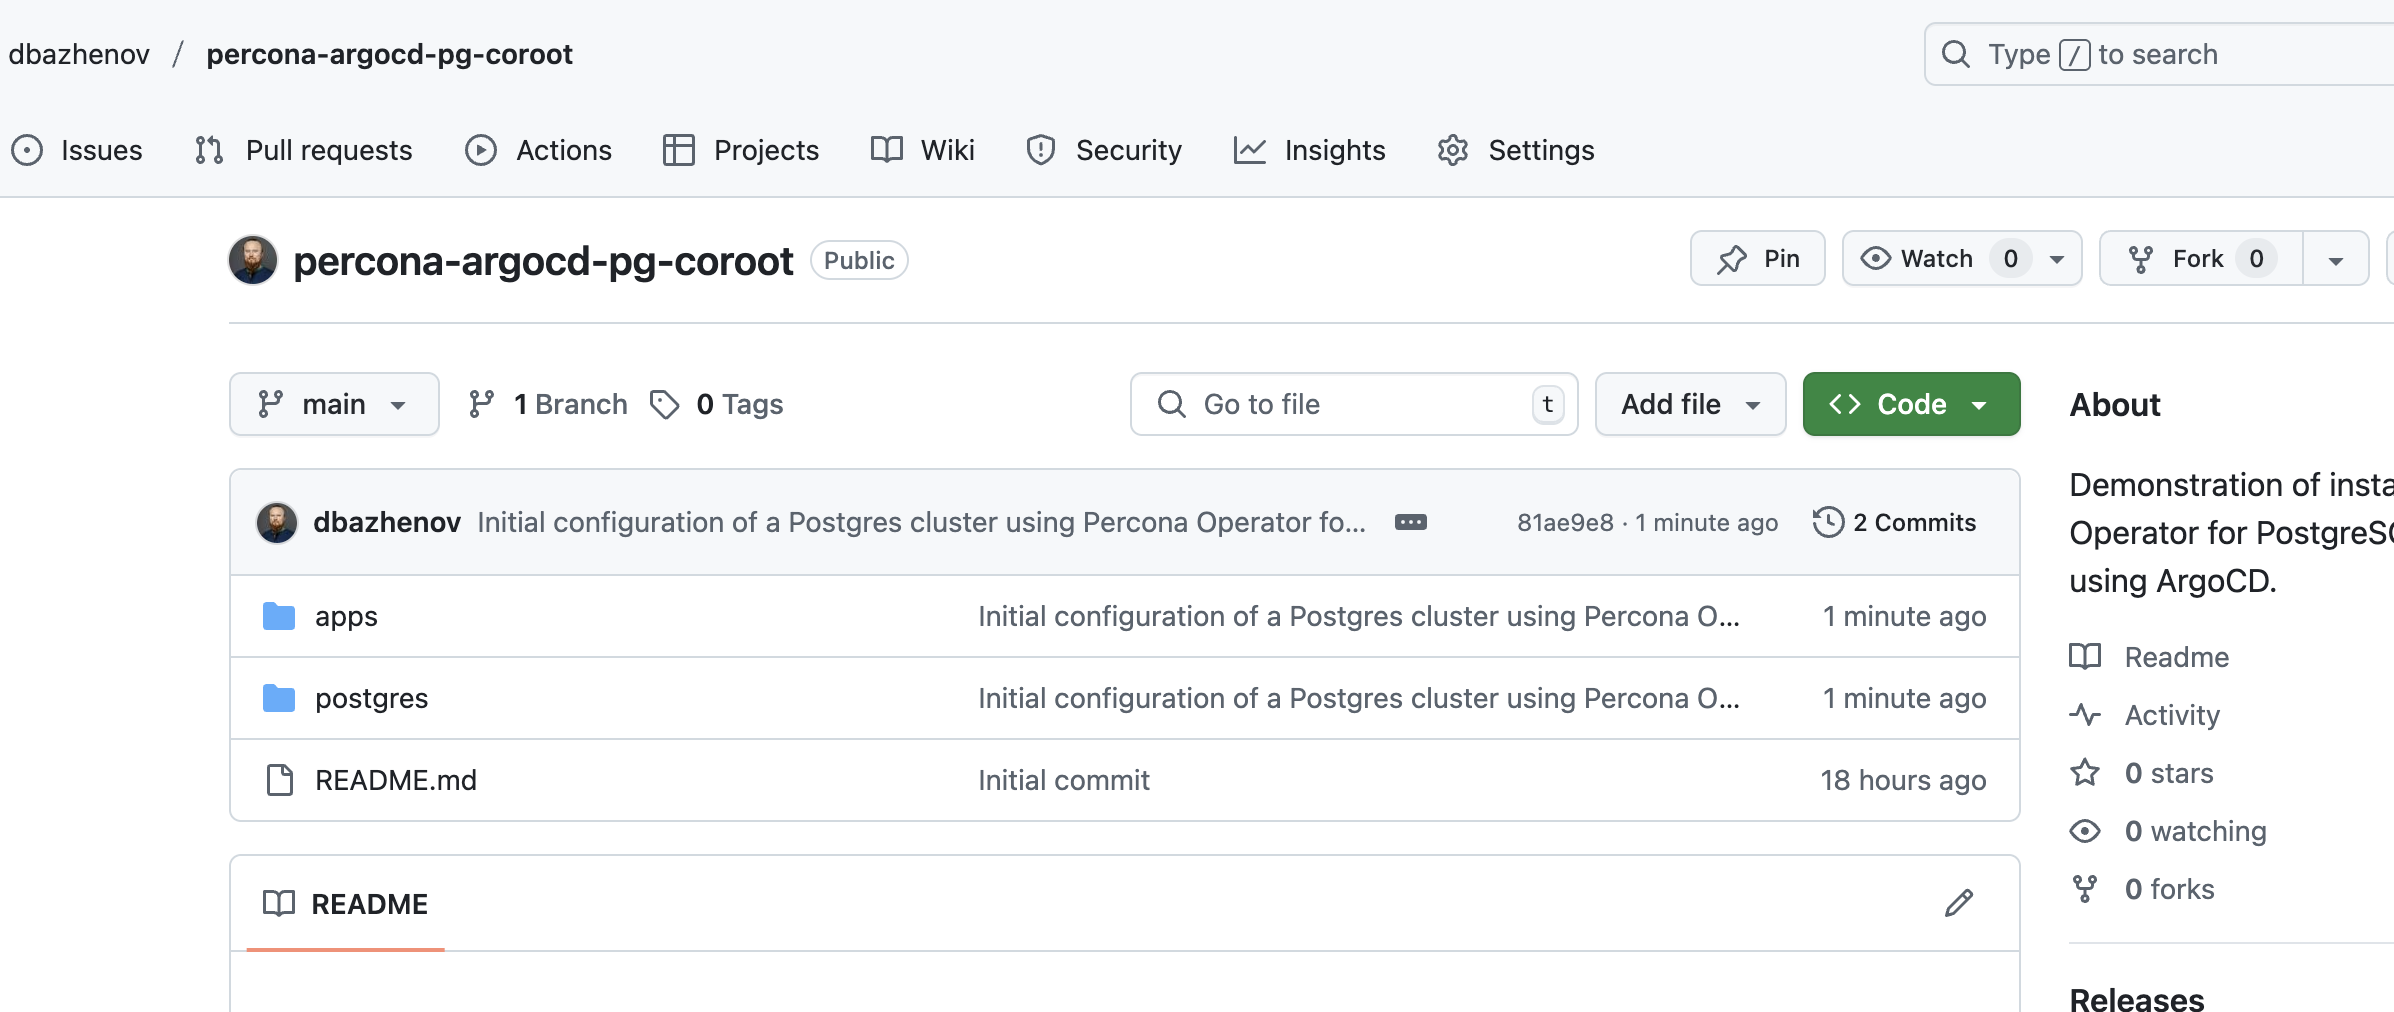 dbazhenov / percona-argocd-pg-coroot
Type / to search
Issues Pull requests Actions Projects Wiki Security Insights Settings
percona-argocd-pg-coroot Public
Pin Watch 0 Fork 0
main 1 Branch 0 Tags
Go to file t Add file Code
dbazhenov Initial configuration of a Postgres cluster using Percona Operator fo... 81ae9e8 · 1 minute ago 2 Commits
apps Initial configuration of a Postgres cluster using Percona O... 1 minute ago
postgres Initial configuration of a Postgres cluster using Percona O... 1 minute ago
README.md Initial commit 18 hours ago
README
About
Demonstration of insta
Operator for PostgreS
using ArgoCD.
Readme
Activity
0 stars
0 watching
0 forks
Releases